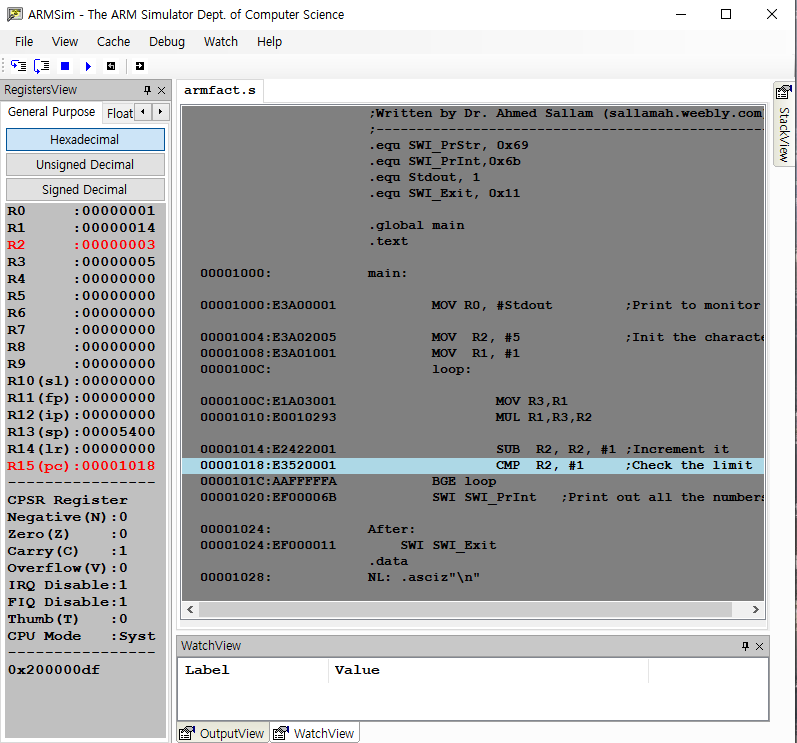 ARMSim - The ARM Simulator Dept. of Computer Science
File View Cache Debug Watch Help
RegistersView
General Purpose Float
Hexadecimal
Unsigned Decimal
Signed Decimal
R0 :00000001
R1 :00000014
R2 :00000003
R3 :00000005
R4 :00000000
R5 :00000000
R6 :00000000
R7 :00000000
R8 :00000000
R9 :00000000
R10(sl):00000000
R11(fp):00000000
R12(ip):00000000
R13(sp):00005400
R14(lr):00000000
R15(pc):00001018
----------------
CPSR Register
Negative(N):0
Zero(Z) :0
Carry(C) :1
Overflow(V):0
IRQ Disable:1
FIQ Disable:1
Thumb(T) :0
CPU Mode :Syst
----------------
0x200000df
armfact.s
;Written by Dr. Ahmed Sallam (sallamah.weebly.com
;------------------------------------------------
.equ SWI_PrStr, 0x69
.equ SWI_PrInt,0x6b
.equ Stdout, 1
.equ SWI_Exit, 0x11
.global main
.text
00001000: main:
00001000:E3A00001 MOV R0, #Stdout ;Print to monitor
00001004:E3A02005 MOV R2, #5 ;Init the characte
00001008:E3A01001 MOV R1, #1
0000100C: loop:
0000100C:E1A03001 MOV R3,R1
00001010:E0010293 MUL R1,R3,R2
00001014:E2422001 SUB R2, R2, #1 ;Increment it
00001018:E3520001 CMP R2, #1 ;Check the limit
0000101C:AAFFFFFA BGE loop
00001020:EF00006B SWI SWI_PrInt ;Print out all the numbers
00001024: After:
00001024:EF000011 SWI SWI_Exit
.data
00001028: NL: .asciz"\n"
StackView
WatchView
Label Value
OutputView WatchView